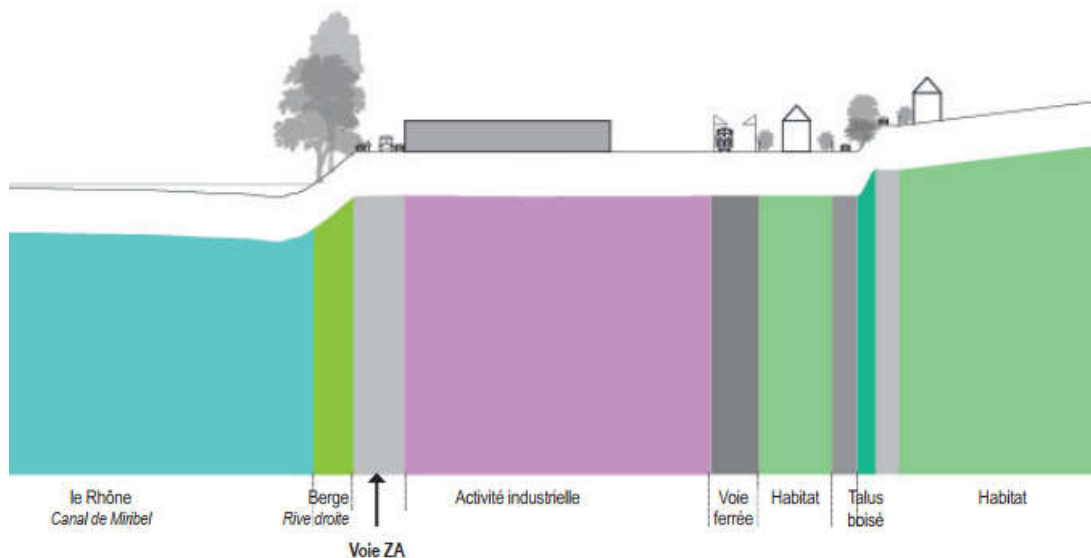 le Rhône
Canal de Miribel
Berge
Rive droite
Voie ZA
Activité industrielle
Voie
ferrée
Habitat
Talus
boisé
Habitat